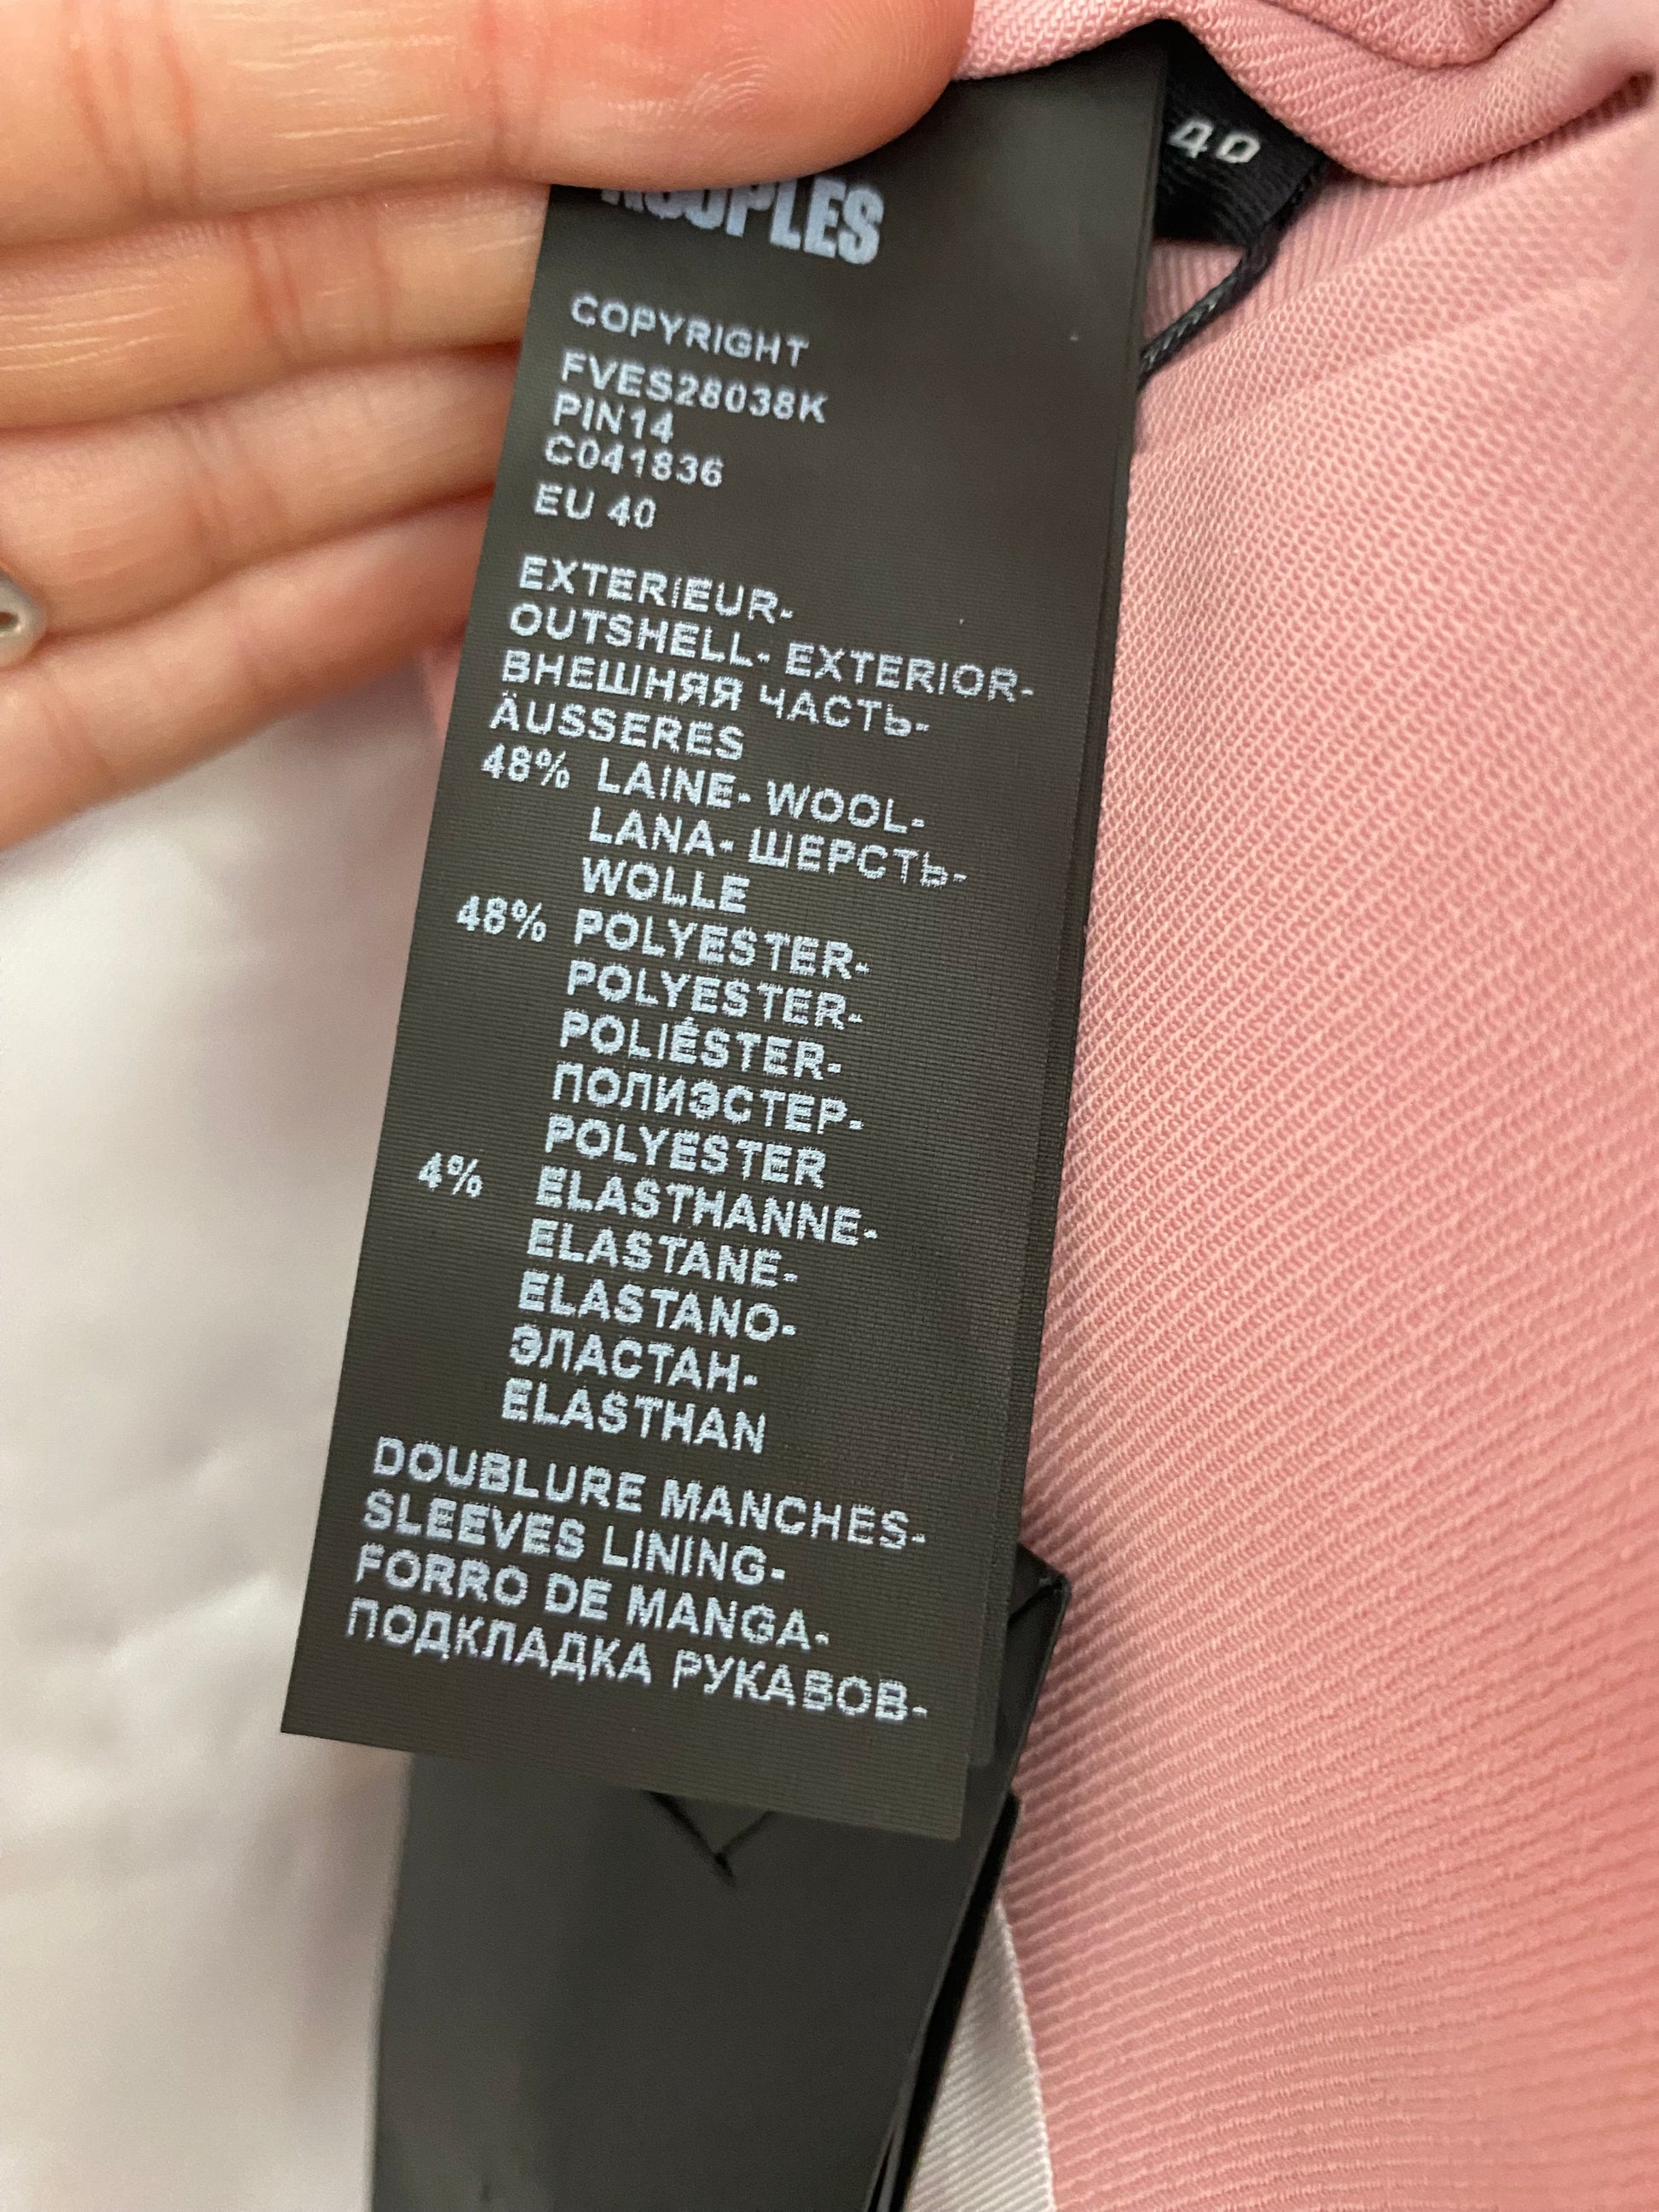 40
COPYRIGHT
FVES28038K
PIN14
C041836
EU 40
EXTERIEUR-
OUTSHELL- EXTERIOR-
ВНЕШНЯЯ ЧАСТЬ-
ÄUSSERES
48% LAINE- WOOL-
LANA- ШЕРСТЬ-
WOLLE
48% POLYESTER-
POLYESTER-
POLIÉSTER-
ПОЛИЭСТЕР-
POLYESTER
4% ELASTHANNE-
ELASTANE-
ELASTANO-
ЭЛАСТАН-
ELASTHAN
DOUBLURE MANCHES-
SLEEVES LINING-
FORRO DE MANGA-
ПОДКЛАДКА РУКАВОВ-